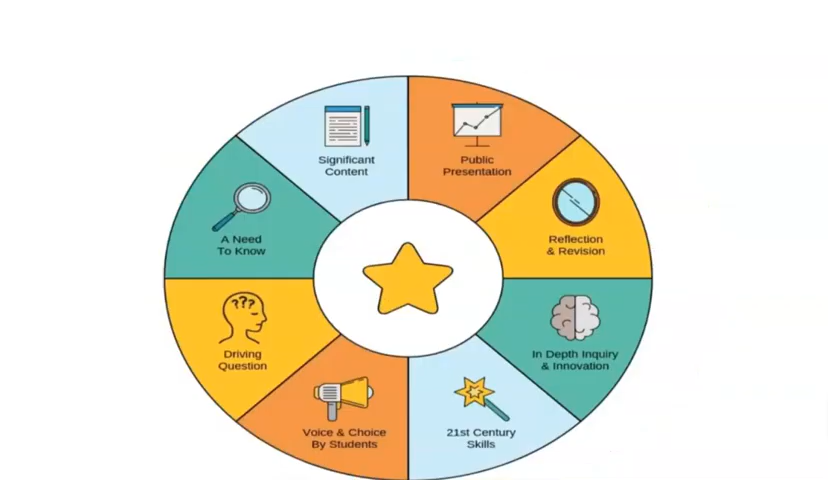 Significant
Content
Public
Presentation
A Need
To Know
Reflection
& Revision
???
Driving
Question
In Depth Inquiry
& Innovation
Voice & Choice
By Students
21st Century
Skills